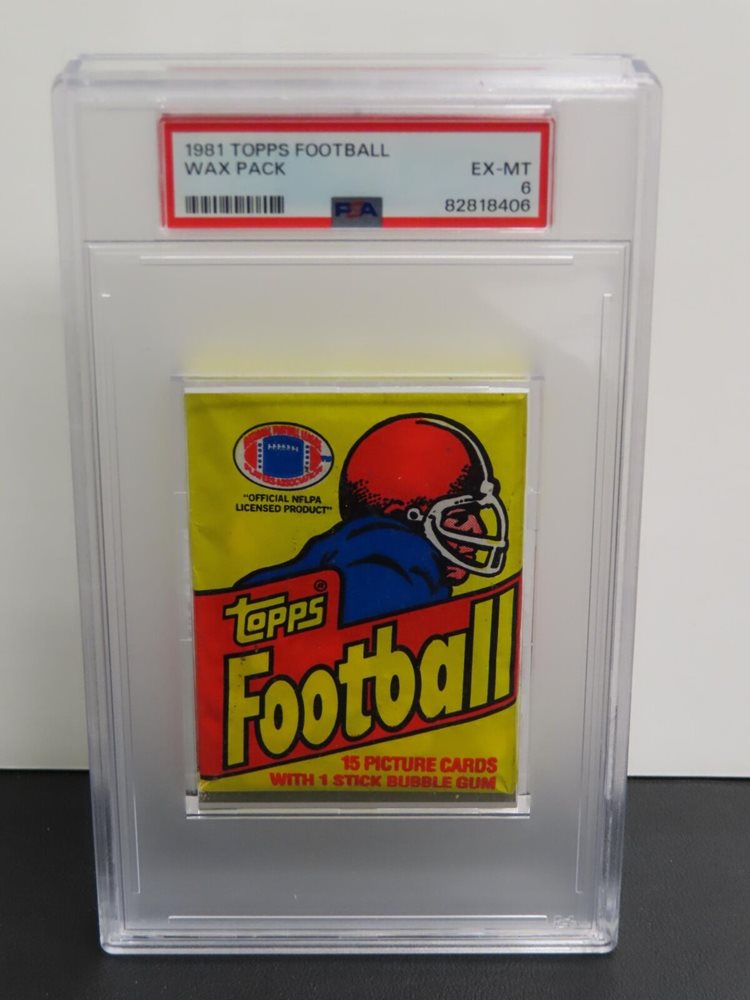 1981 TOPPS FOOTBALL
WAX PACK EX-MT
6
PSA 82818406
"OFFICIAL NFLPA
LICENSED PRODUCT"
topps®
Football
15 PICTURE CARDS
WITH 1 STICK BUBBLE GUM